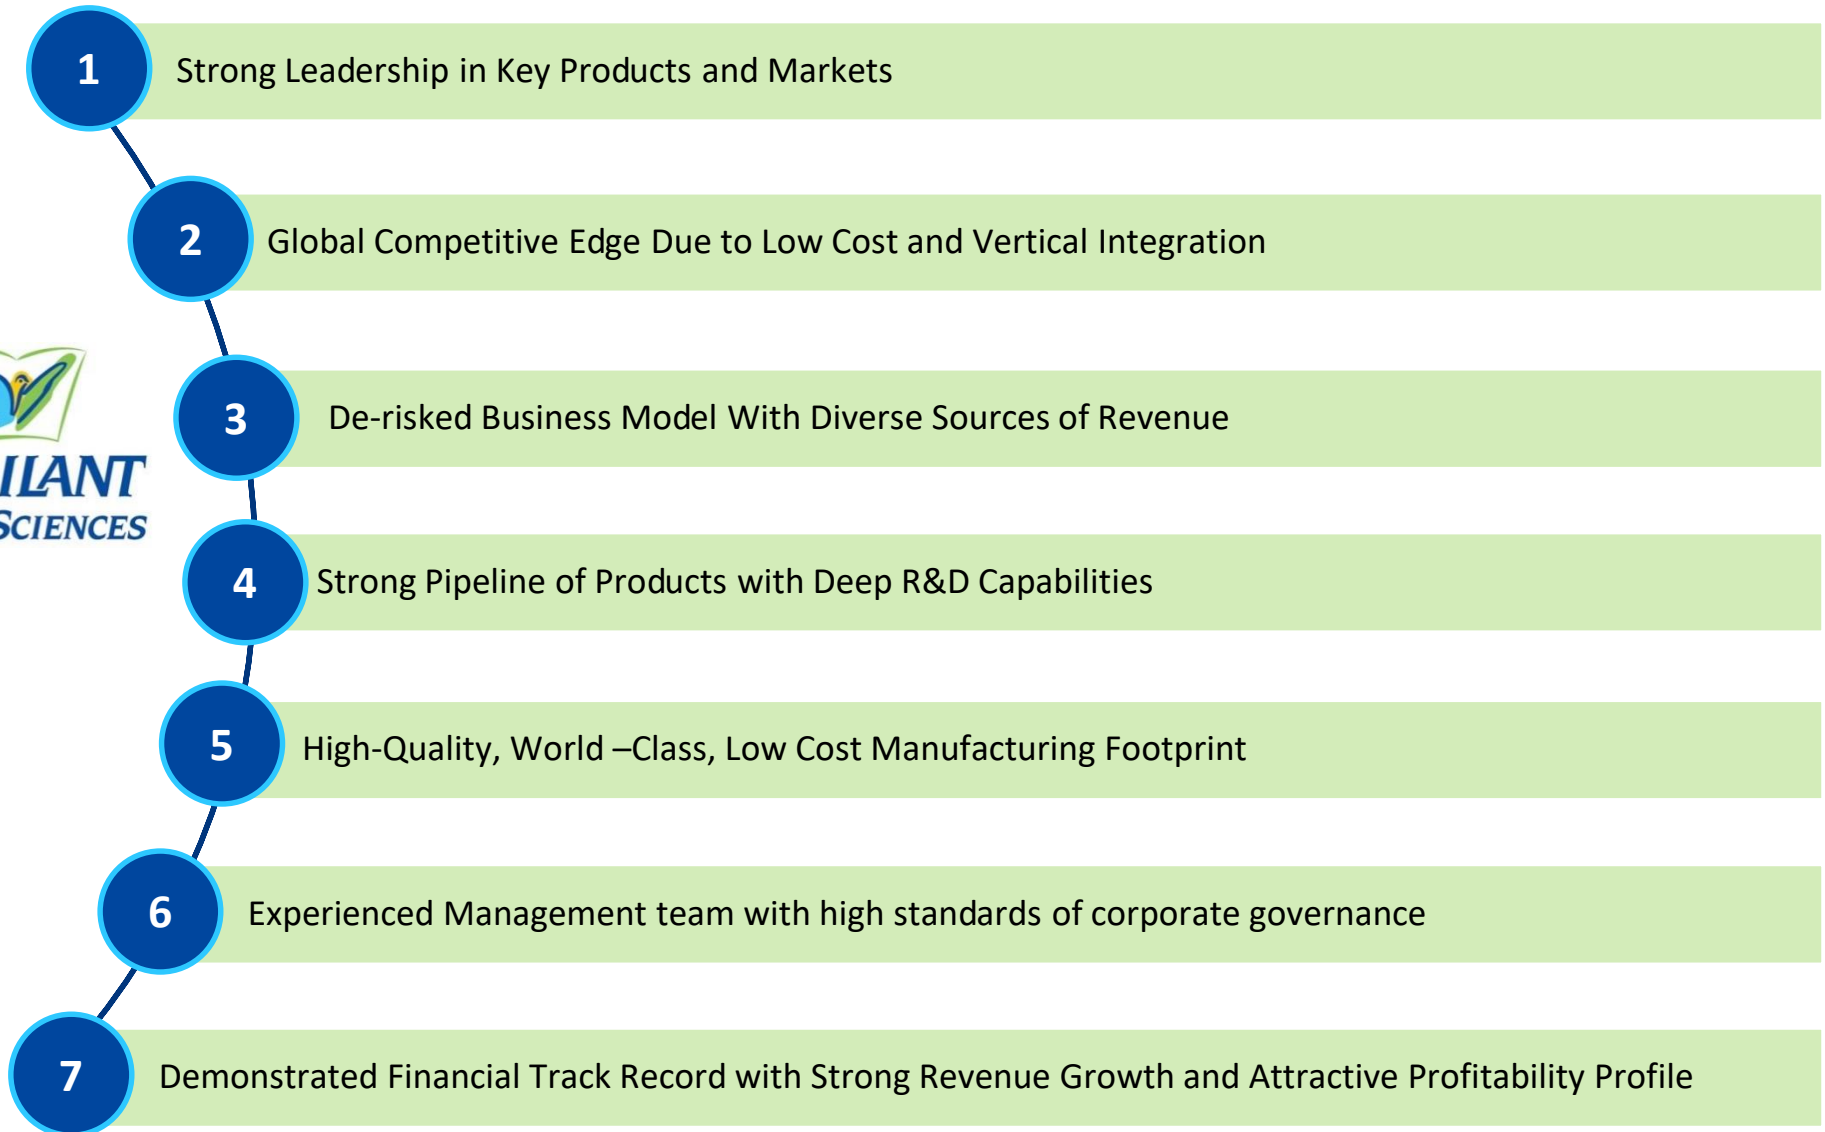 1
Strong Leadership in Key Products and Markets
2
Global Competitive Edge Due to Low Cost and Vertical Integration
3
De-risked Business Model With Diverse Sources of Revenue
ILANT
SCIENCES
4
Strong Pipeline of Products with Deep R&D Capabilities
5
High-Quality, World –Class, Low Cost Manufacturing Footprint
6
Experienced Management team with high standards of corporate governance
7
Demonstrated Financial Track Record with Strong Revenue Growth and Attractive Profitability Profile